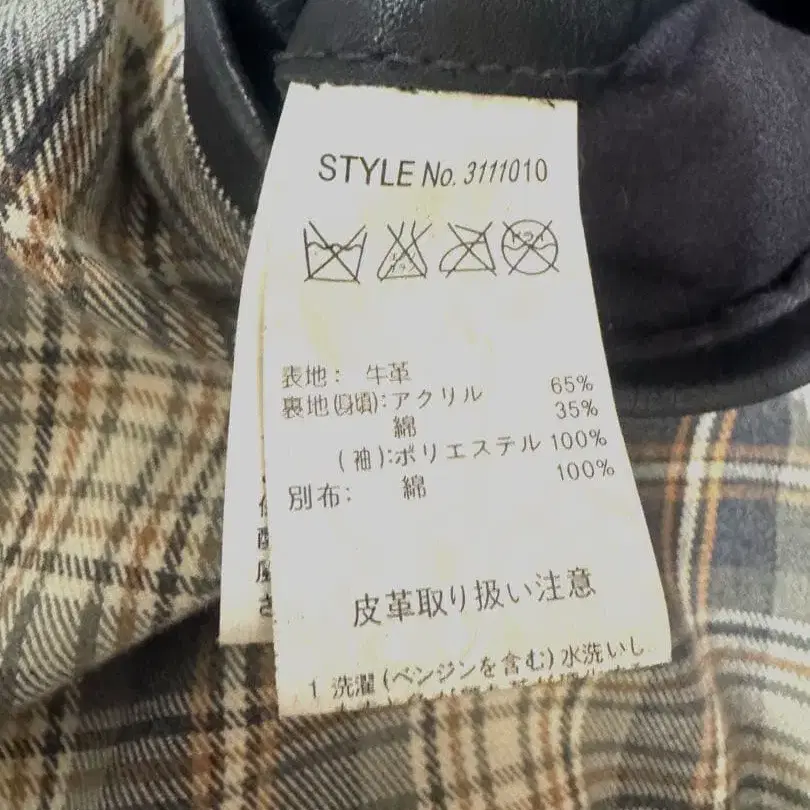 STYLE No. 3111010
表地: 牛革
裏地(身頃):アクリル 65%
綿 35%
(袖):ポリエステル 100%
別布: 綿 100%
皮革取り扱い注意
1 洗濯(ベンジンを含む)水洗いし